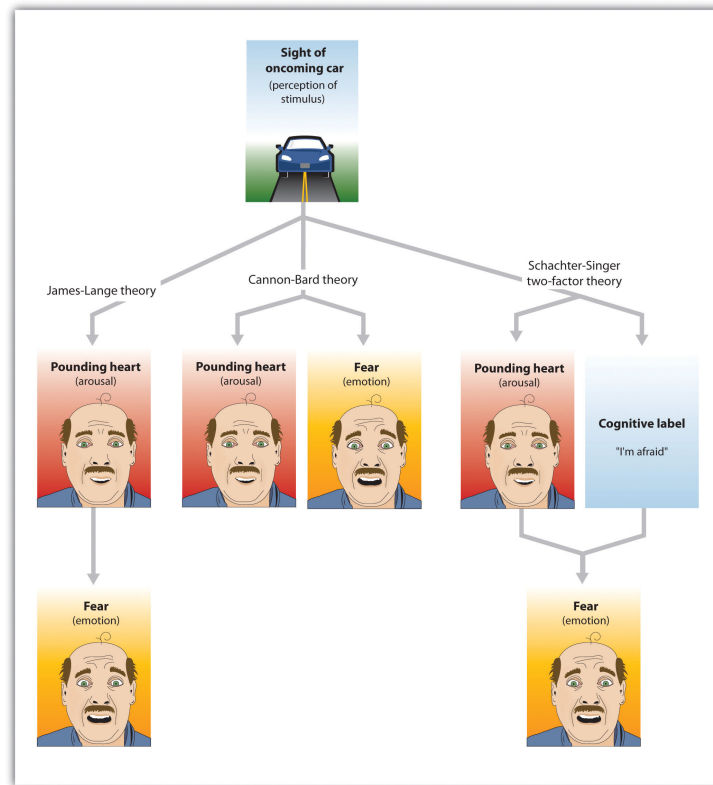 Sight of
oncoming car
(perception of
stimulus)
James-Lange theory
Cannon-Bard theory
Schachter-Singer
two-factor theory
Pounding heart
(arousal)
Pounding heart
(arousal)
Fear
(emotion)
Pounding heart
(arousal)
Cognitive label
"I'm afraid"
Fear
(emotion)
Fear
(emotion)